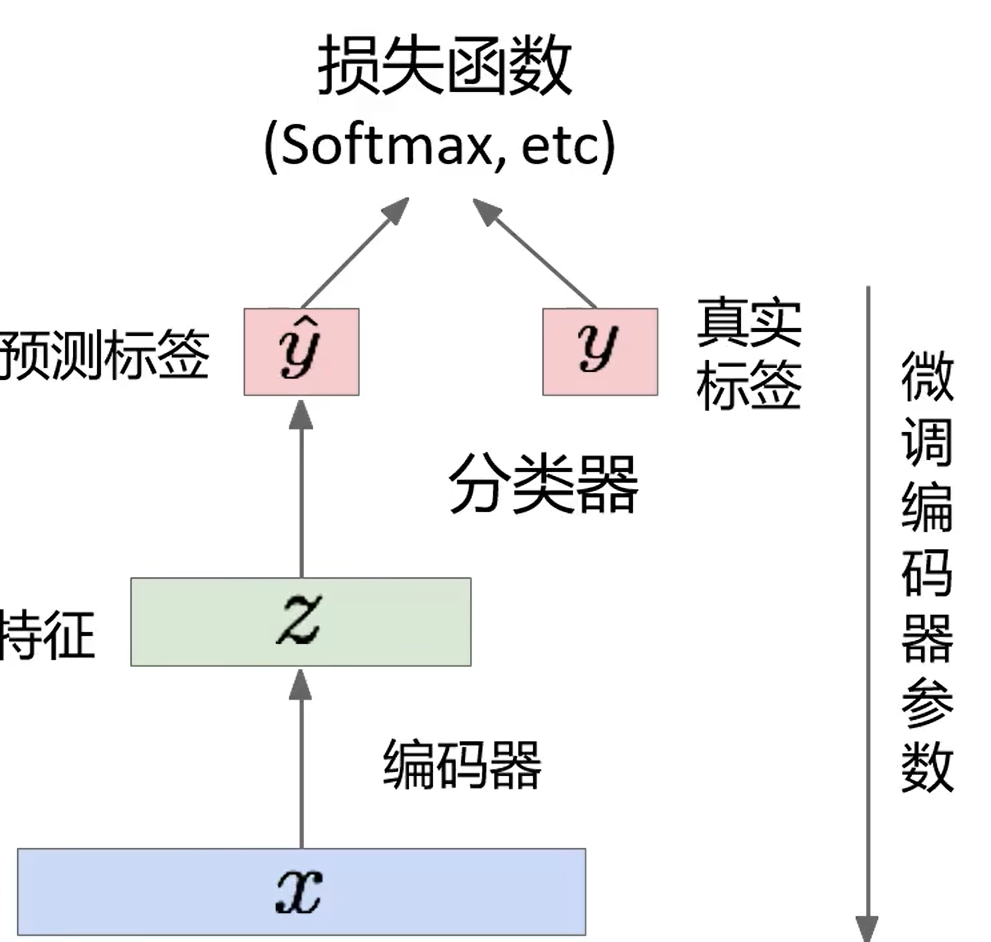 损失函数
(Softmax, etc)
预测标签
ŷ
y
真实
标签
分类器
特征
z
编码器
x
微调编码器参数